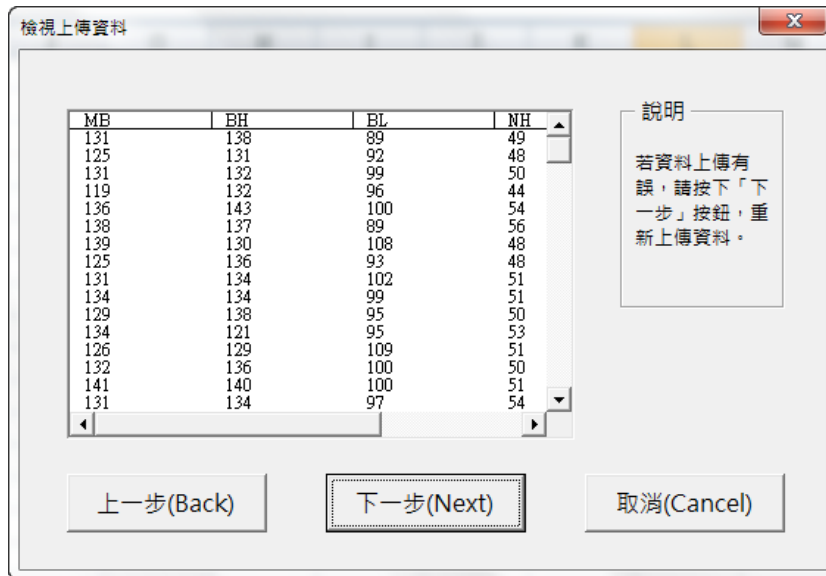 檢視上傳資料
MB BH BL NH
131 138 89 49
125 131 92 48
131 132 99 50
119 132 96 44
136 143 100 54
138 137 89 56
139 130 108 48
125 136 93 48
131 134 102 51
134 134 99 51
129 138 95 50
134 121 95 53
126 129 109 51
132 136 100 50
141 140 100 51
131 134 97 54
說明
若資料上傳有
誤，請按下「下
一步」按鈕，重
新上傳資料。
上一步(Back) 下一步(Next) 取消(Cancel)